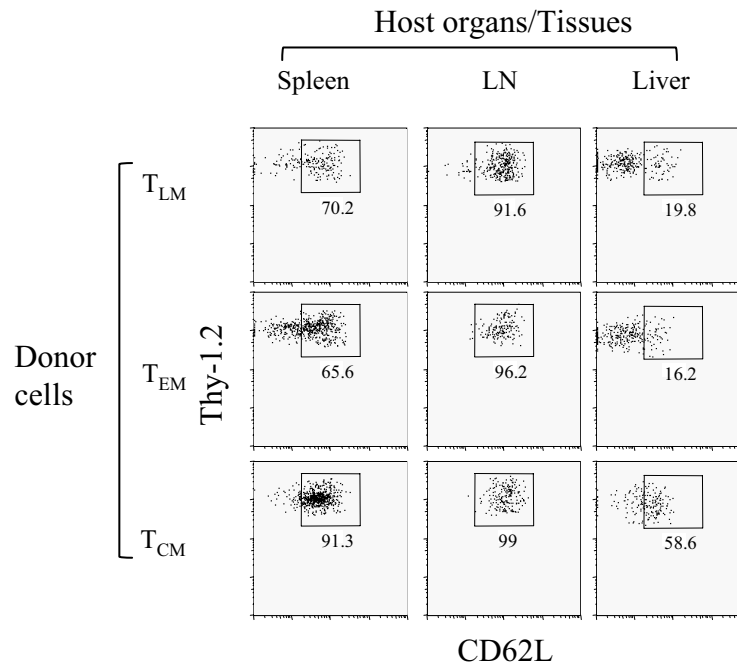 Host organs/Tissues
Spleen LN Liver
TLM
70.2 91.6 19.8
Donor cells
TEM
Thy-1.2
65.6 96.2 16.2
TCM
91.3 99 58.6
CD62L